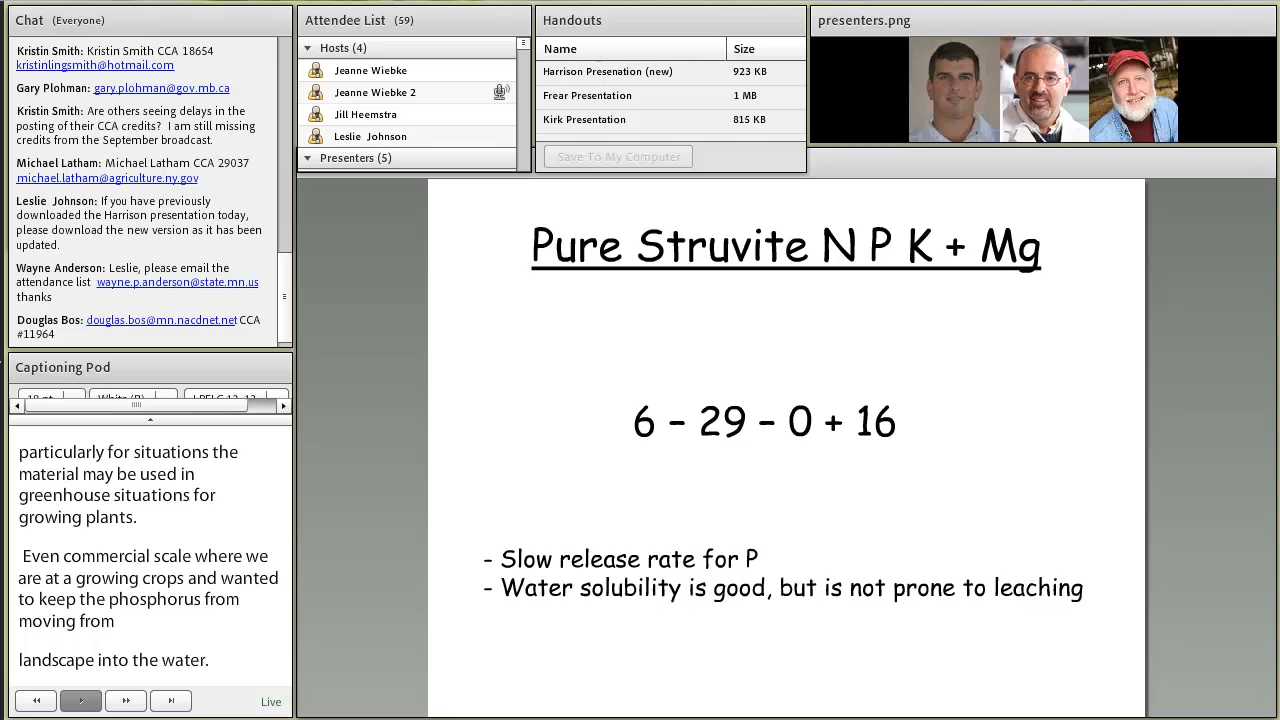 Chat (Everyone)
Kristin Smith: Kristin Smith CCA 18654
kristinlingsmith@hotmail.com
Gary Plohman: gary.plohman@gov.mb.ca
Kristin Smith: Are others seeing delays in the
posting of their CCA credits? I am still missing
credits from the September broadcast.
Michael Latham: Michael Latham CCA 29037
michael.latham@agriculture.ny.gov
Leslie Johnson: If you have previously
downloaded the Harrison presentation today,
please download the new version as it has been
updated.
Wayne Anderson: Leslie, please email the
attendance list wayne.p.anderson@state.mn.us
thanks
Douglas Bos: douglas.bos@mn.nacdnet.net CCA
#11964
Captioning Pod
particularly for situations the
material may be used in
greenhouse situations for
growing plants.
Even commercial scale where we
are at a growing crops and wanted
to keep the phosphorus from
moving from
landscape into the water.
Live
Attendee List (59)
Hosts (4)
Jeanne Wiebke
Jeanne Wiebke 2
Jill Heemstra
Leslie Johnson
Presenters (5)
Handouts
Name Size
Harrison Presenation (new) 923 KB
Frear Presentation 1 MB
Kirk Presentation 815 KB
Save To My Computer
presenters.png
Pure Struvite N P K + Mg
6 – 29 – 0 + 16
- Slow release rate for P
- Water solubility is good, but is not prone to leaching